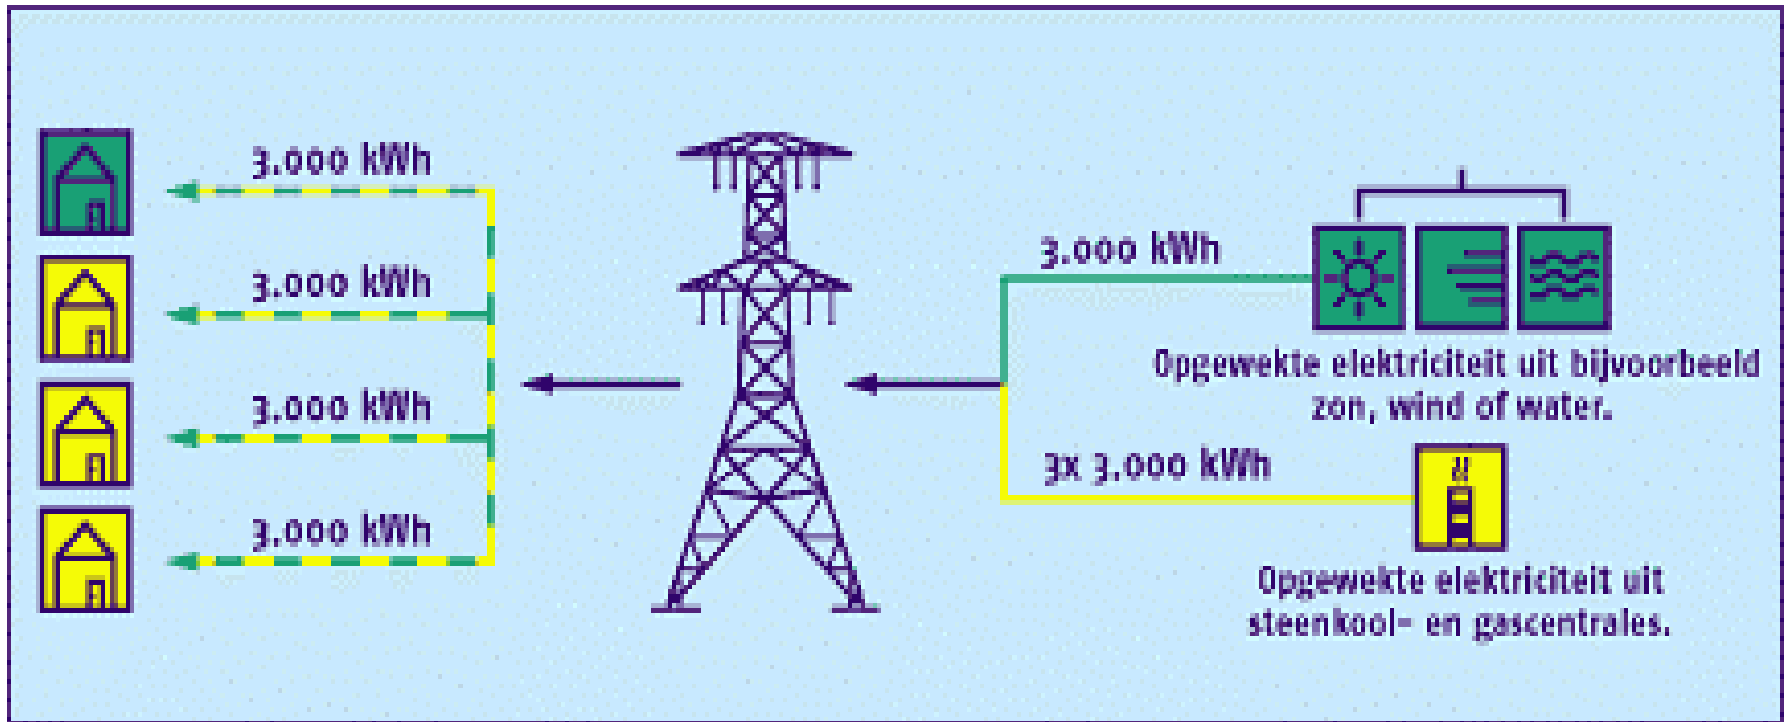 3.000 kWh
3.000 kWh
3.000 kWh
3.000 kWh
3.000 kWh
Opgewekte elektriciteit uit bijvoorbeeld
zon, wind of water.
3x 3.000 kWh
Opgewekte elektriciteit uit
steenkool- en gascentrales.